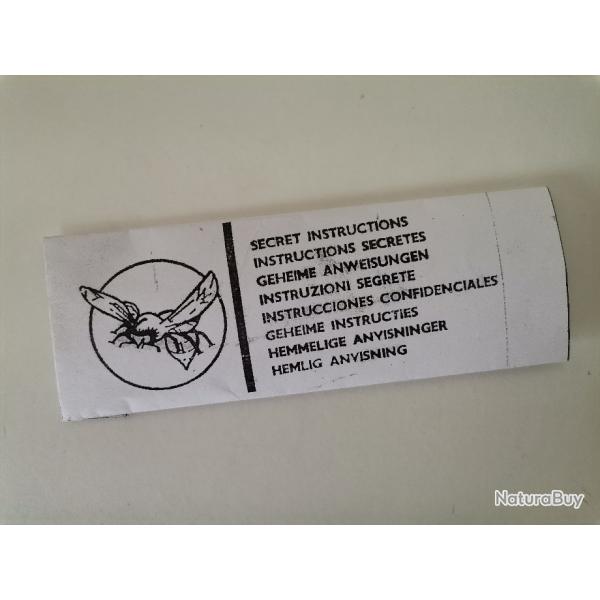 SECRET INSTRUCTIONS
INSTRUCTIONS SECRETES
GEHEIME ANWEISUNGEN
INSTRUZIONI SEGRETE
INSTRUCCIONES CONFIDENCIALES
GEHEIME INSTRUCTIES
HEMMELIGE ANVISNINGER
HEMLIG ANVISNING
NaturaBuy